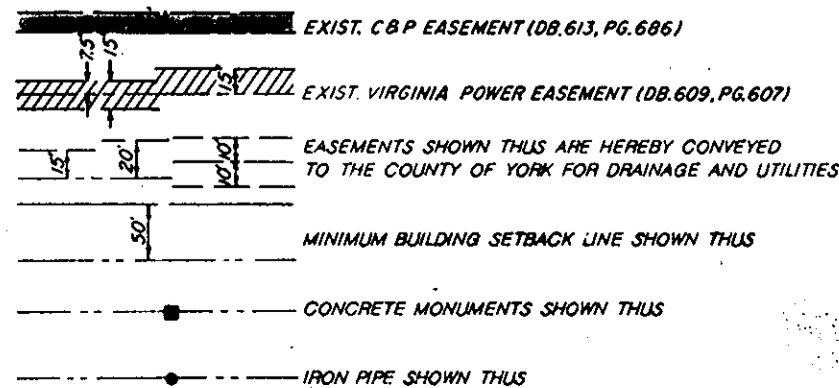 EXIST. C&P EASEMENT (DB.613, PG.686)
7.5' 15'
11.5'
EXIST. VIRGINIA POWER EASEMENT (DB.609, PG.607)
EASEMENTS SHOWN THUS ARE HEREBY CONVEYED
15' 20' 10' 10'
TO THE COUNTY OF YORK FOR DRAINAGE AND UTILITIES
50'
MINIMUM BUILDING SETBACK LINE SHOWN THUS
CONCRETE MONUMENTS SHOWN THUS
IRON PIPE SHOWN THUS